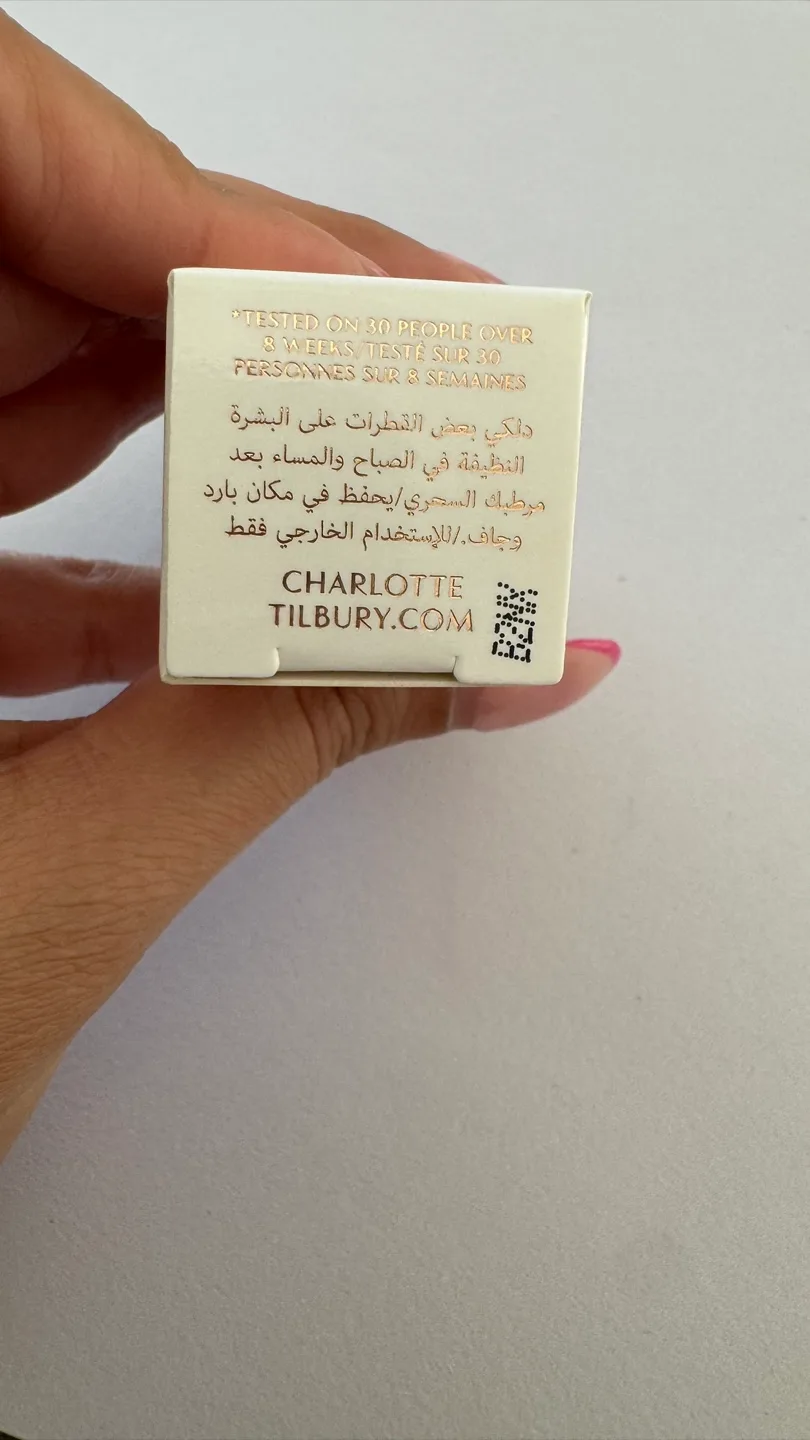 *TESTED ON 30 PEOPLE OVER
8 WEEKS/TESTÉ SUR 30
PERSONNES SUR 8 SEMAINES
دلكي بعض القطرات على البشرة
النظيفة في الصباح والمساء بعد
مرطبك السحري/يحفظ في مكان بارد
وجاف./للإستخدام الخارجي فقط
CHARLOTTE
TILBURY.COM